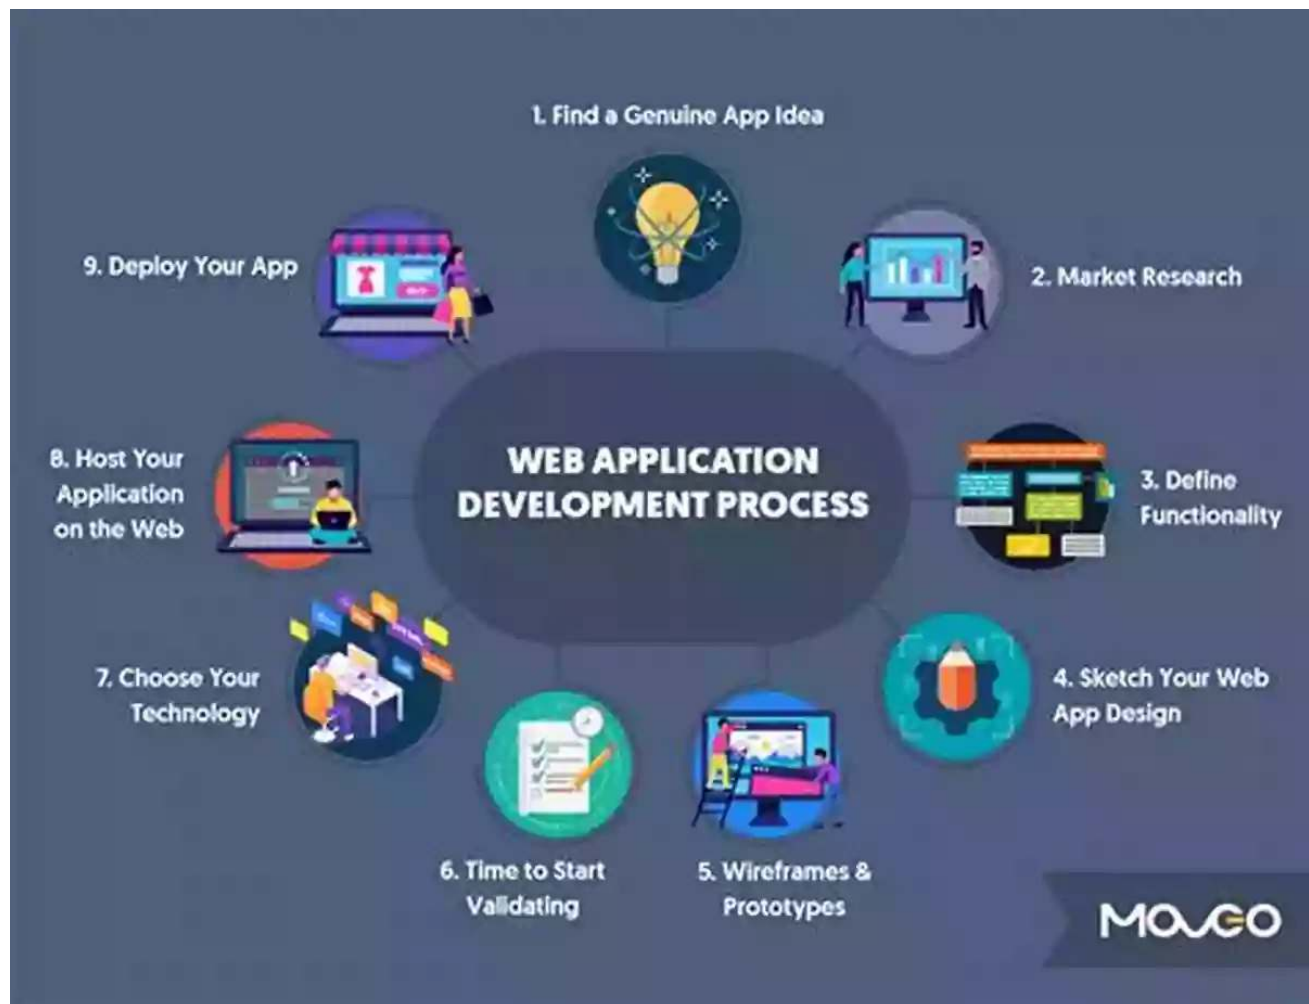 1. Find a Genuine App Idea
9. Deploy Your App
2. Market Research
8. Host Your
Application
on the Web
WEB APPLICATION
DEVELOPMENT PROCESS
3. Define
Functionality
7. Choose Your
Technology
4. Sketch Your Web
App Design
6. Time to Start
Validating
5. Wireframes &
Prototypes